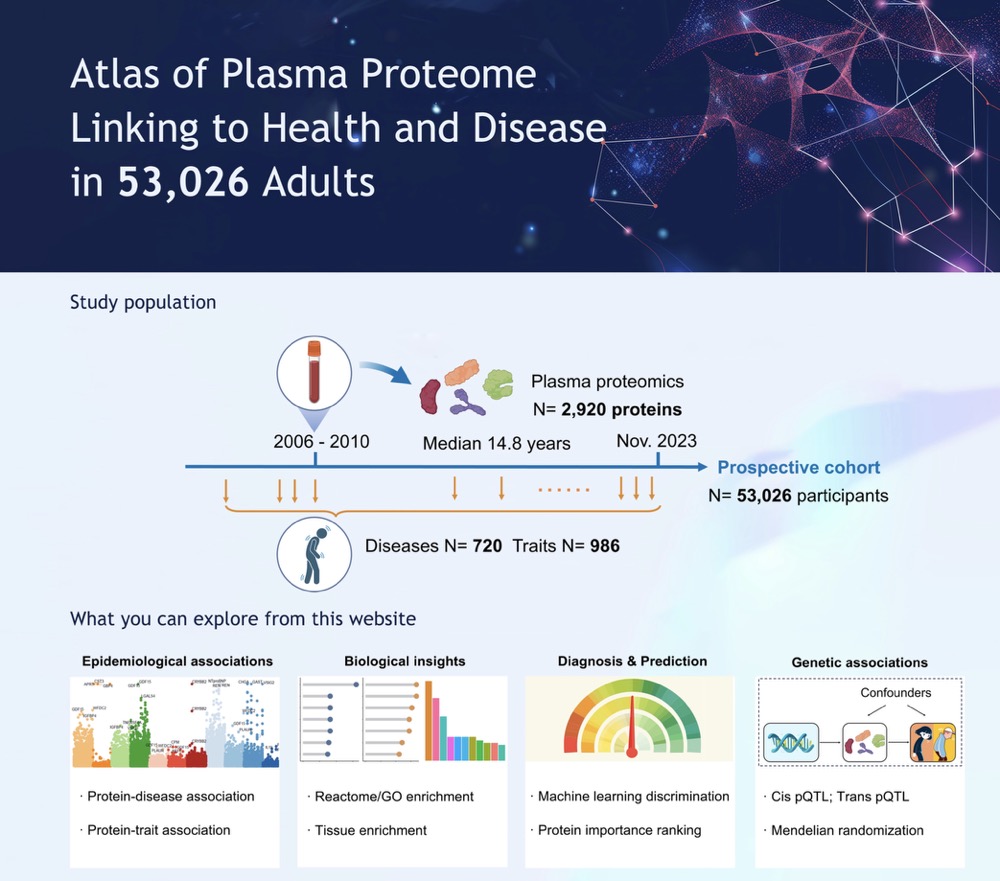 Atlas of Plasma Proteome
Linking to Health and Disease
in 53,026 Adults
Study population
Plasma proteomics
N= 2,920 proteins
2006 - 2010
Median 14.8 years
Nov. 2023
Prospective cohort
N= 53,026 participants
Diseases N= 720 Traits N= 986
What you can explore from this website
Epidemiological associations
· Protein-disease association
· Protein-trait association
Biological insights
· Reactome/GO enrichment
· Tissue enrichment
Diagnosis & Prediction
· Machine learning discrimination
· Protein importance ranking
Genetic associations
Confounders
· Cis pQTL; Trans pQTL
· Mendelian randomization